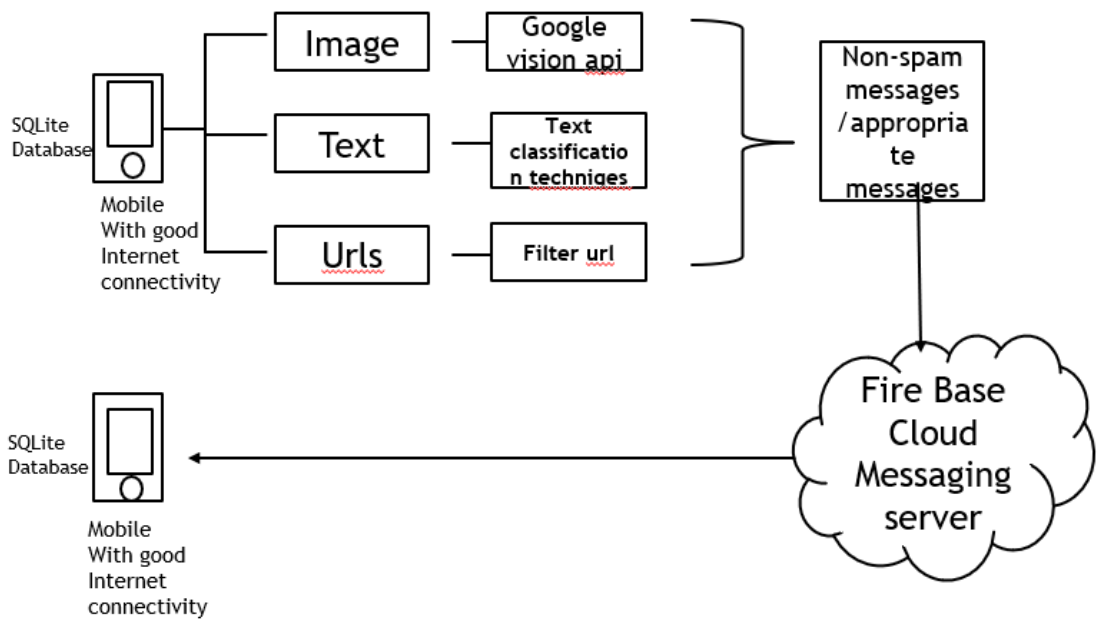 Image
Google
vision api
SQLite
Database
Text
Text
classificatio
n techniqes
Mobile
With good
Internet
connectivity
Urls
Filter url
Non-spam
messages
/appropria
te
messages
Fire Base
Cloud
Messaging
server
SQLite
Database
Mobile
With good
Internet
connectivity